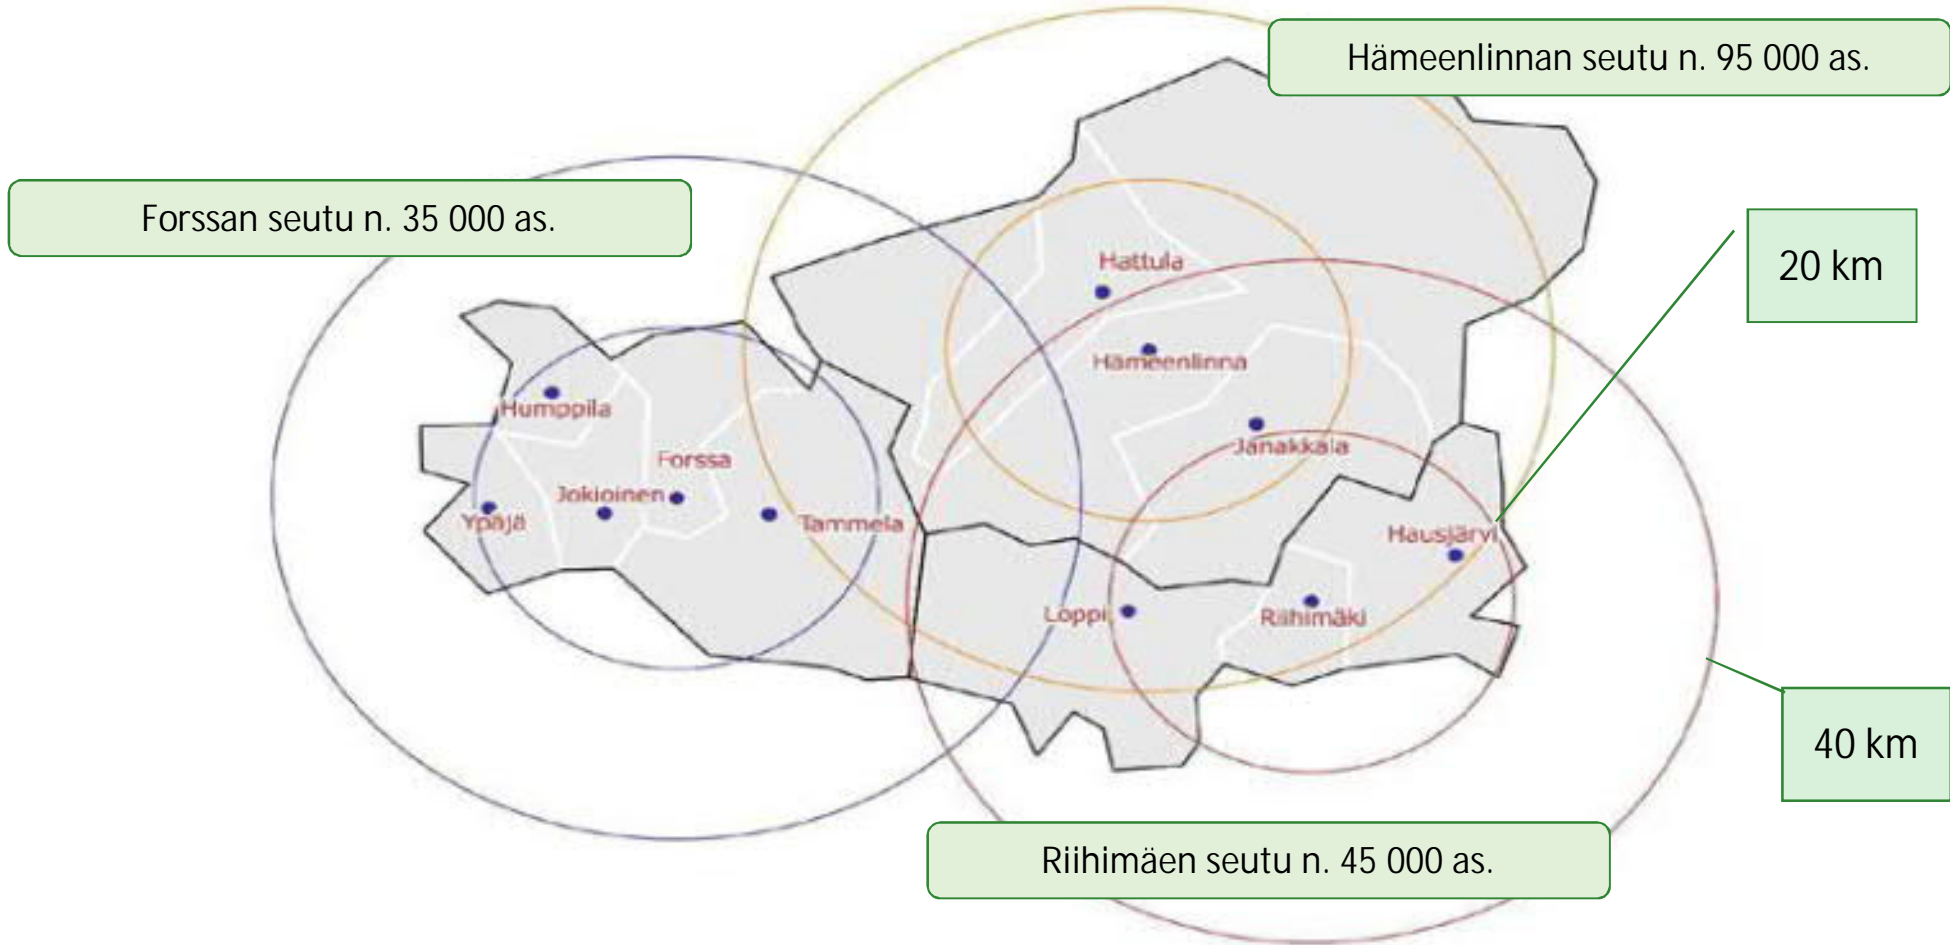 Hämeenlinnan seutu n. 95 000 as.
Forssan seutu n. 35 000 as.
20 km
Hattula
Hämeenlinna
Humppila
Janakkala
Forssa
Jokioinen
Ypäjä
Tammela
Hausjärvi
Loppi
Riihimäki
40 km
Riihimäen seutu n. 45 000 as.